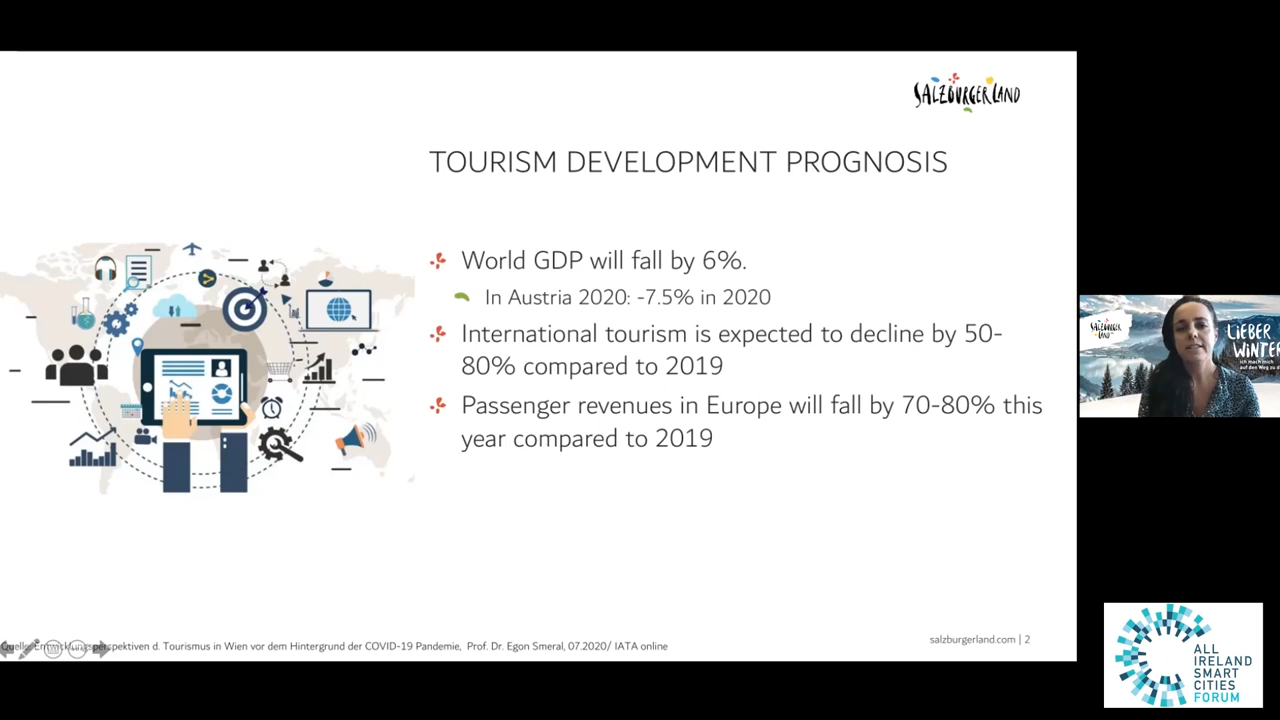 SALZBURGERLAND
TOURISM DEVELOPMENT PROGNOSIS
World GDP will fall by 6%.
In Austria 2020: -7.5% in 2020
International tourism is expected to decline by 50-
80% compared to 2019
Passenger revenues in Europe will fall by 70-80% this
year compared to 2019
Quelle: Entwicklungsperspektiven d. Tourismus in Wien vor dem Hintergrund der COVID-19 Pandemie, Prof. Dr. Egon Smeral, 07.2020/ IATA online
salzburgerland.com | 2
SALZBURGER
LAND
LIEBER
WINTER
ich mach mich
auf den Weg zu d
ALL
IRELAND
SMART
CITIES
FORUM